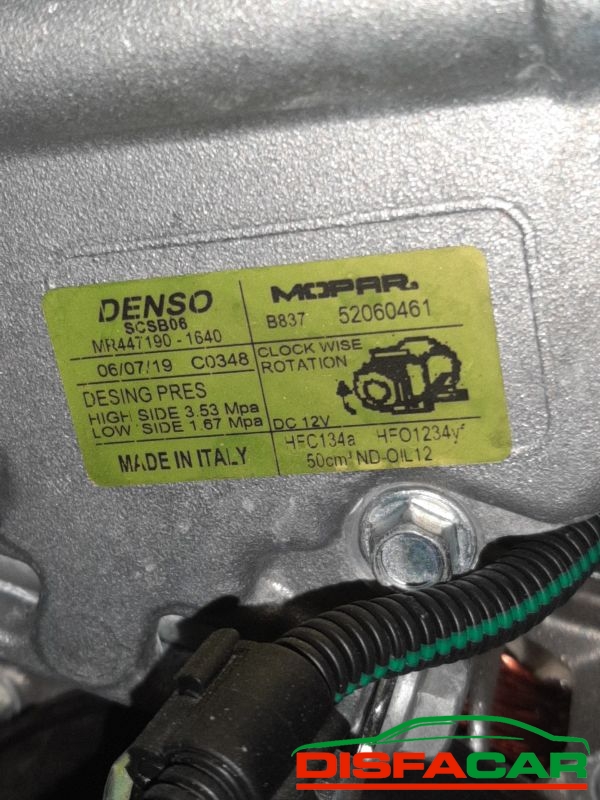 DENSO
SCSB06
MR447190-1640
06/07/19 C0348
DESING PRES
HIGH SIDE 3.53 Mpa
LOW SIDE 1.67 Mpa
MADE IN ITALY
MOPAR.
B837 52060461
CLOCK WISE
ROTATION
DC 12V
HFC134a HFO1234yf
50cm³ ND-OIL12
DISFACAR